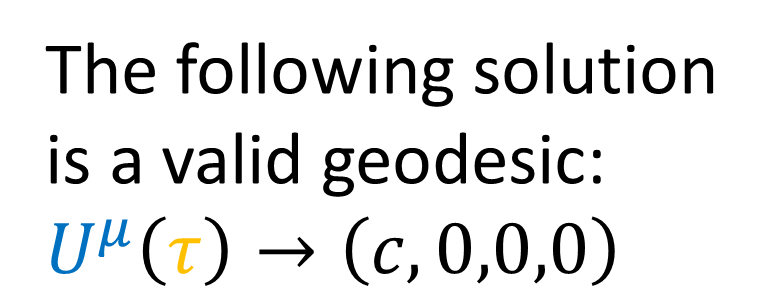 The following solution
is a valid geodesic:
𝑈^𝜇(𝜏) → (𝑐, 0,0,0)